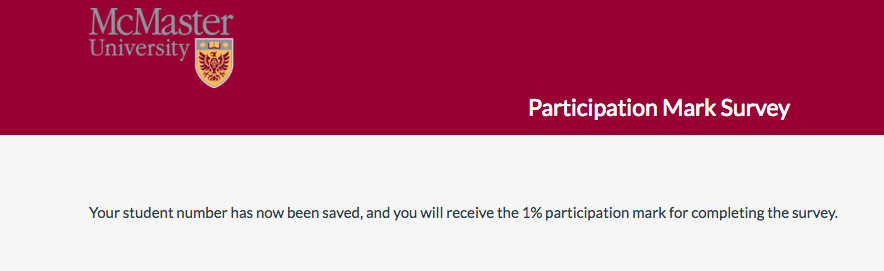 McMaster
University
Participation Mark Survey
Your student number has now been saved, and you will receive the 1% participation mark for completing the survey.